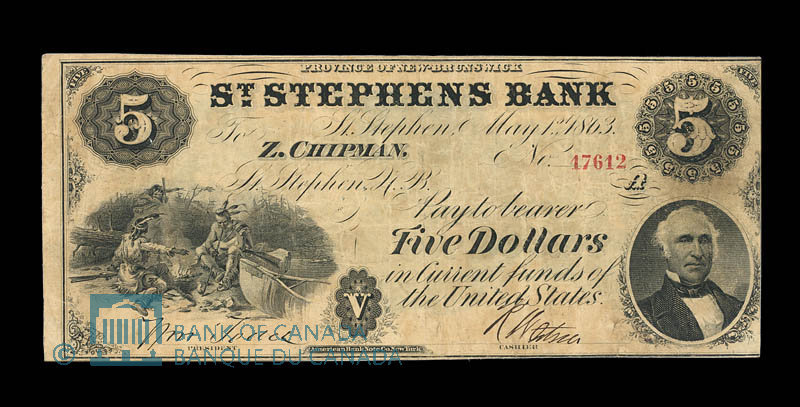 PROVINCE OF NEW-BRUNSWICK
ST. STEPHENS BANK
5
5
St. Stephen, May 1st, 1863.
To
Z. CHIPMAN,
No. 17612
St. Stephen, N.B.
A
Pay to bearer
Five Dollars
in Current funds of
the United States.
V
PRESIDENT
American Bank Note Co. New York
CASHIER
© BANK OF CANADA
BANQUE DU CANADA